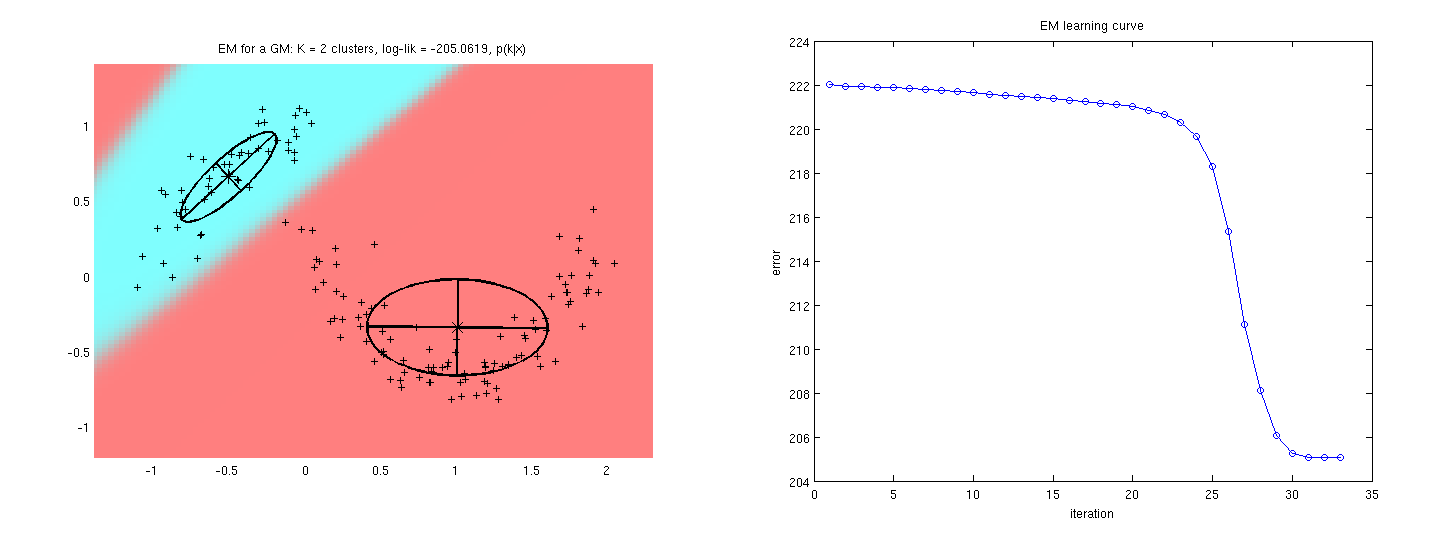 EM for a GM: K = 2 clusters, log-lik = -205.0619, p(k|x)
1
0.5
0
-0.5
-1
-1 -0.5 0 0.5 1 1.5 2
EM learning curve
224
222
220
218
216
214
212
210
208
206
204
error
0 5 10 15 20 25 30 35
iteration